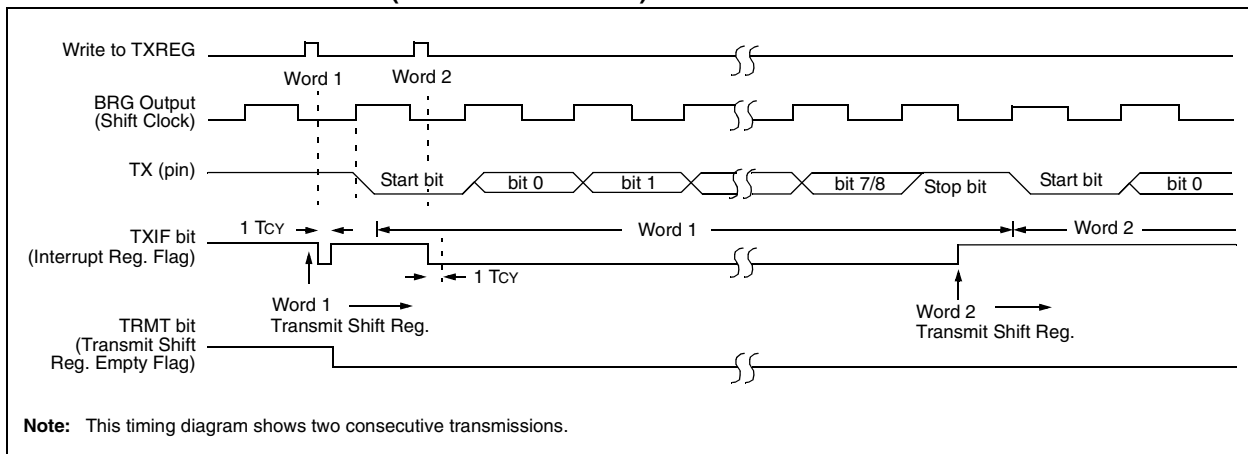 Write to TXREG
Word 1
Word 2
BRG Output
(Shift Clock)
TX (pin)
Start bit
bit 0
bit 1
bit 7/8
Stop bit
Start bit
bit 0
1 TCY
Word 1
Word 2
TXIF bit
(Interrupt Reg. Flag)
1 TCY
Word 1
Transmit Shift Reg.
Word 2
Transmit Shift Reg.
TRMT bit
(Transmit Shift
Reg. Empty Flag)
Note: This timing diagram shows two consecutive transmissions.